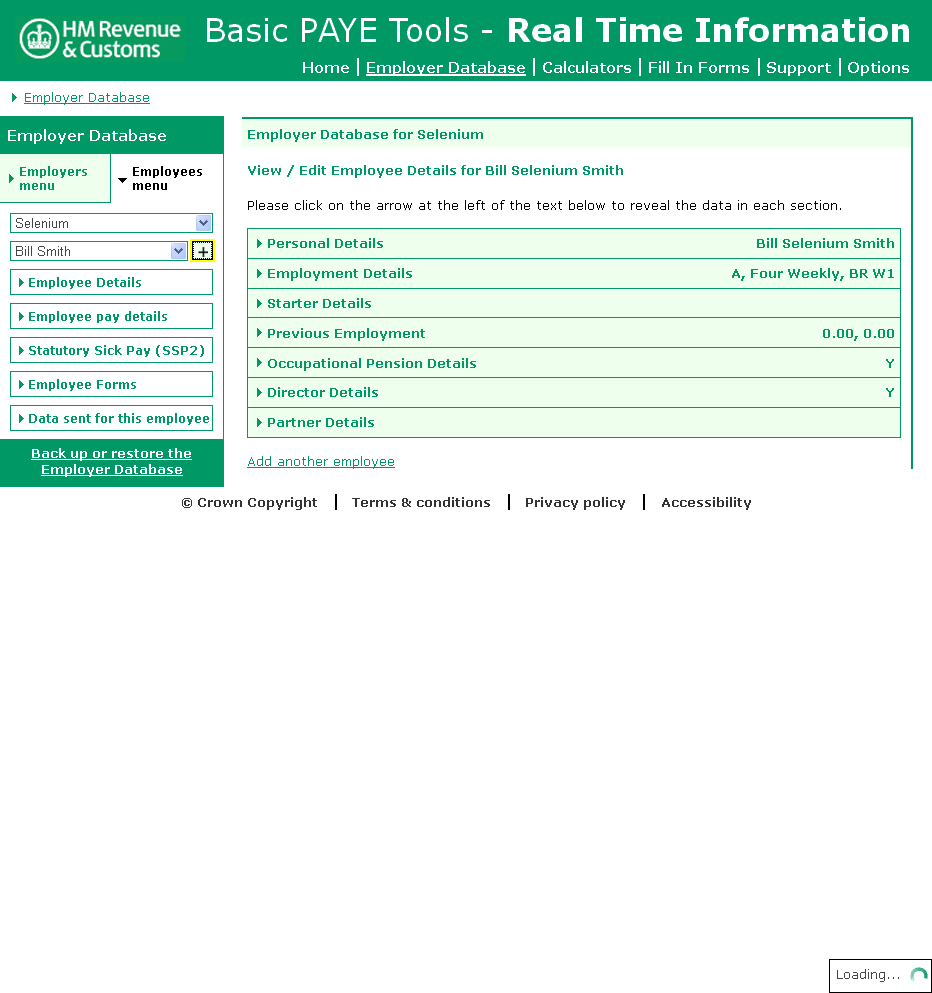 HM Revenue
& Customs
Basic PAYE Tools - Real Time Information
Home | Employer Database | Calculators | Fill In Forms | Support | Options
Employer Database
Employer Database
Employers
menu
Employees
menu
Selenium
Bill Smith
+
Employee Details
Employee pay details
Statutory Sick Pay (SSP2)
Employee Forms
Data sent for this employee
Back up or restore the
Employer Database
Employer Database for Selenium
View / Edit Employee Details for Bill Selenium Smith
Please click on the arrow at the left of the text below to reveal the data in each section.
Personal Details Bill Selenium Smith
Employment Details A, Four Weekly, BR W1
Starter Details
Previous Employment 0.00, 0.00
Occupational Pension Details Y
Director Details Y
Partner Details
Add another employee
© Crown Copyright | Terms & conditions | Privacy policy | Accessibility
Loading...